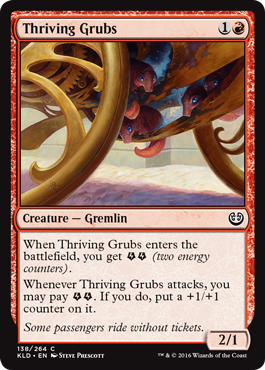 Thriving Grubs 1
Creature — Gremlin
When Thriving Grubs enters the
battlefield, you get (two energy
counters).
Whenever Thriving Grubs attacks, you
may pay . If you do, put a +1/+1
counter on it.
Some passengers ride without tickets.
2/1
138/264 C
KLD • EN STEVE PRESCOTT
™ & © 2016 Wizards of the Coast